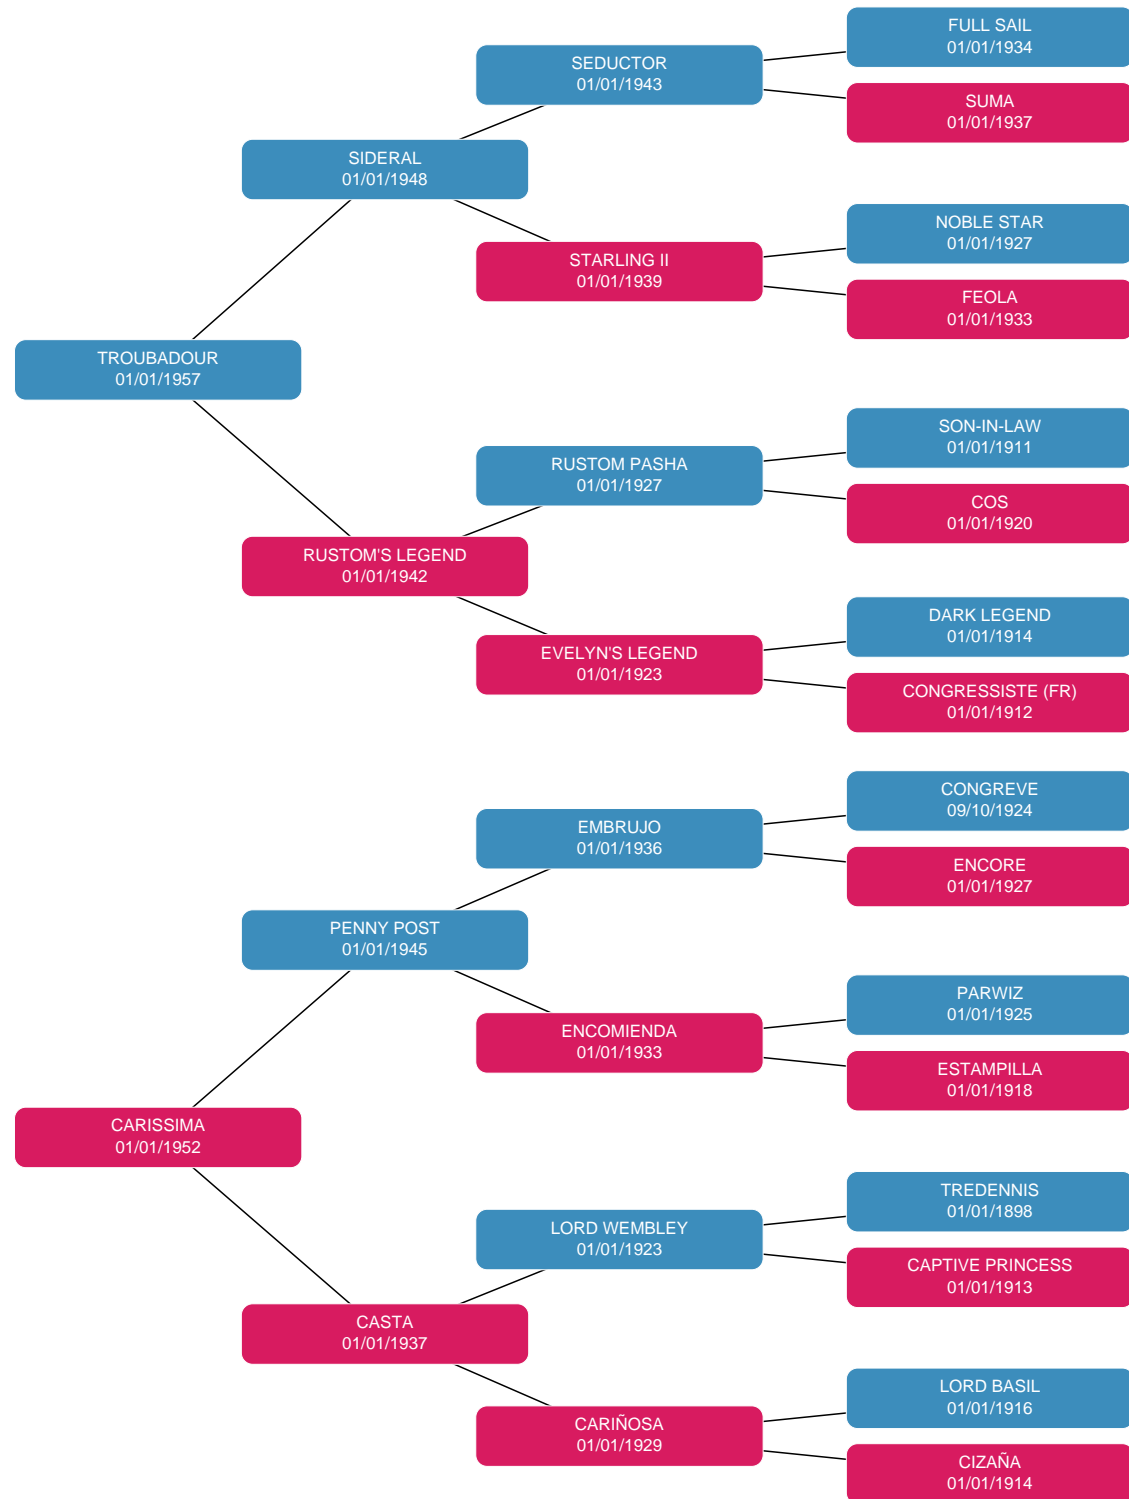 FULL SAIL
01/01/1934
SEDUCTOR
01/01/1943
SUMA
01/01/1937
SIDERAL
01/01/1948
NOBLE STAR
01/01/1927
STARLING II
01/01/1939
FEOLA
01/01/1933
TROUBADOUR
01/01/1957
SON-IN-LAW
01/01/1911
RUSTOM PASHA
01/01/1927
COS
01/01/1920
RUSTOM'S LEGEND
01/01/1942
DARK LEGEND
01/01/1914
EVELYN'S LEGEND
01/01/1923
CONGRESSISTE (FR)
01/01/1912
CONGREVE
09/10/1924
EMBRUJO
01/01/1936
ENCORE
01/01/1927
PENNY POST
01/01/1945
PARWIZ
01/01/1925
ENCOMIENDA
01/01/1933
ESTAMPILLA
01/01/1918
CARISSIMA
01/01/1952
TREDENNIS
01/01/1898
LORD WEMBLEY
01/01/1923
CAPTIVE PRINCESS
01/01/1913
CASTA
01/01/1937
LORD BASIL
01/01/1916
CARIÑOSA
01/01/1929
CIZAÑA
01/01/1914